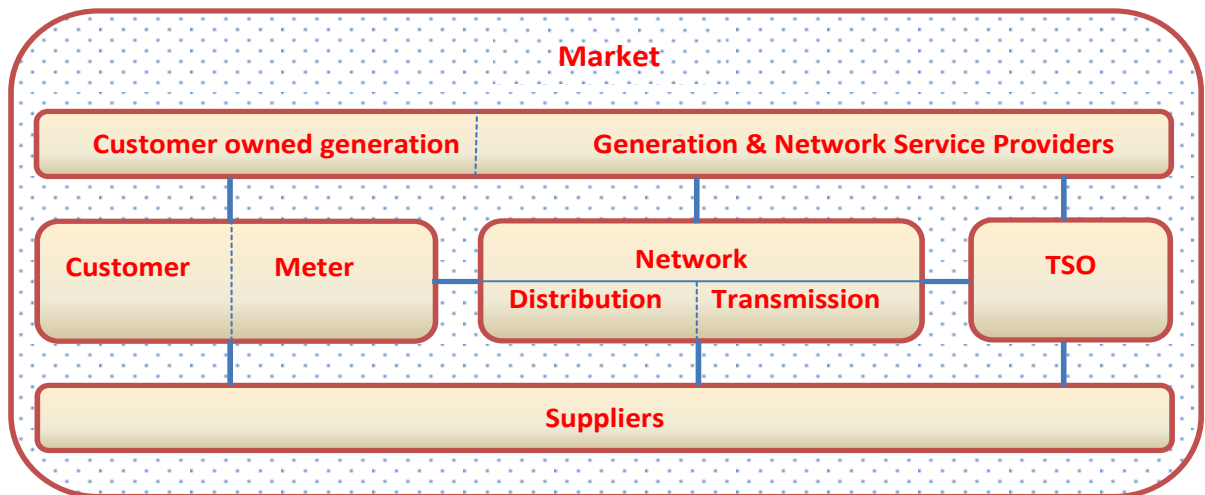 Market
Customer owned generation
Generation & Network Service Providers
Customer
Meter
Network
Distribution
Transmission
TSO
Suppliers